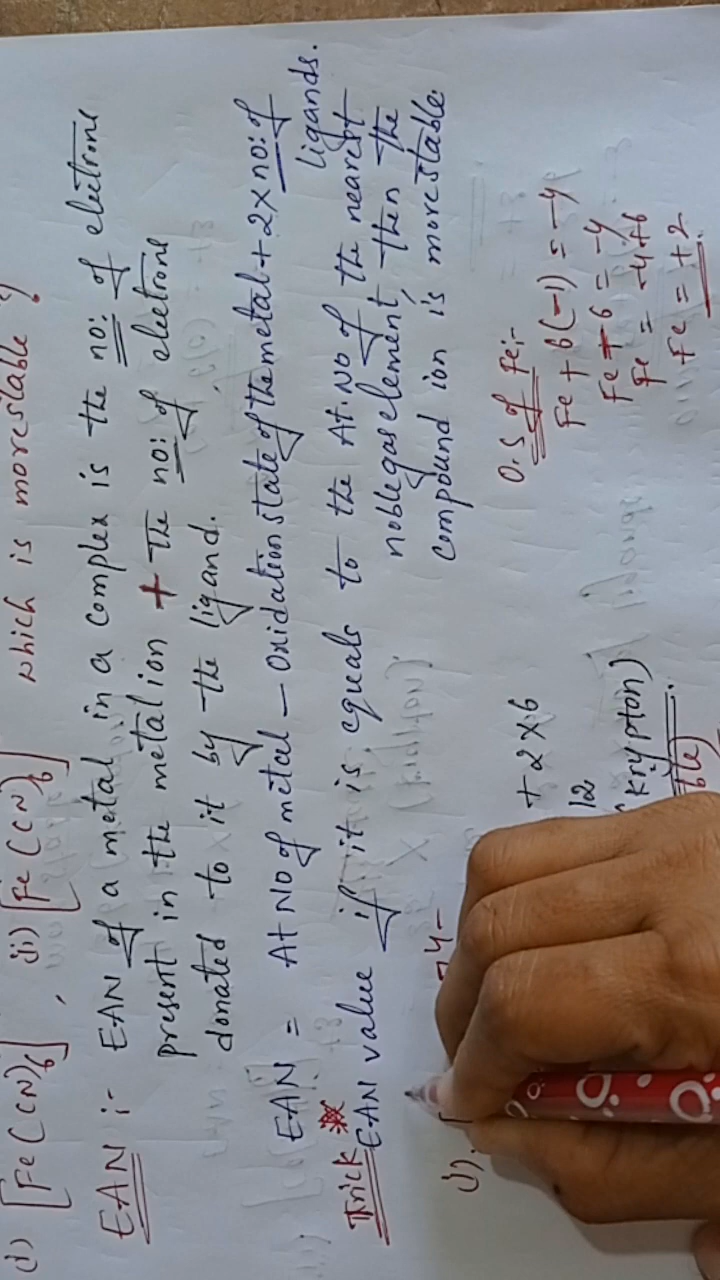 (i) [Fe(CN)6] , (ii) [Fe(CN)6] which is more stable ?
EAN :- EAN of a metal in a complex is the no: of electrons
present in the metal ion + the no: of electrons
donated to it by the ligand.
EAN = At NO of metal - Oxidation state of the metal + 2 x no: of
ligands.
Trick
EAN value if it is equals to the At. No of the nearest
noble gas element, then the
compound ion is more stable.
(i).
4-
+ 2 x 6
12
krypton)
ble)
O.S of Fe:-
Fe + 6(-1) = -4
Fe - 6 = -4
Fe = -4+6
Fe = +2